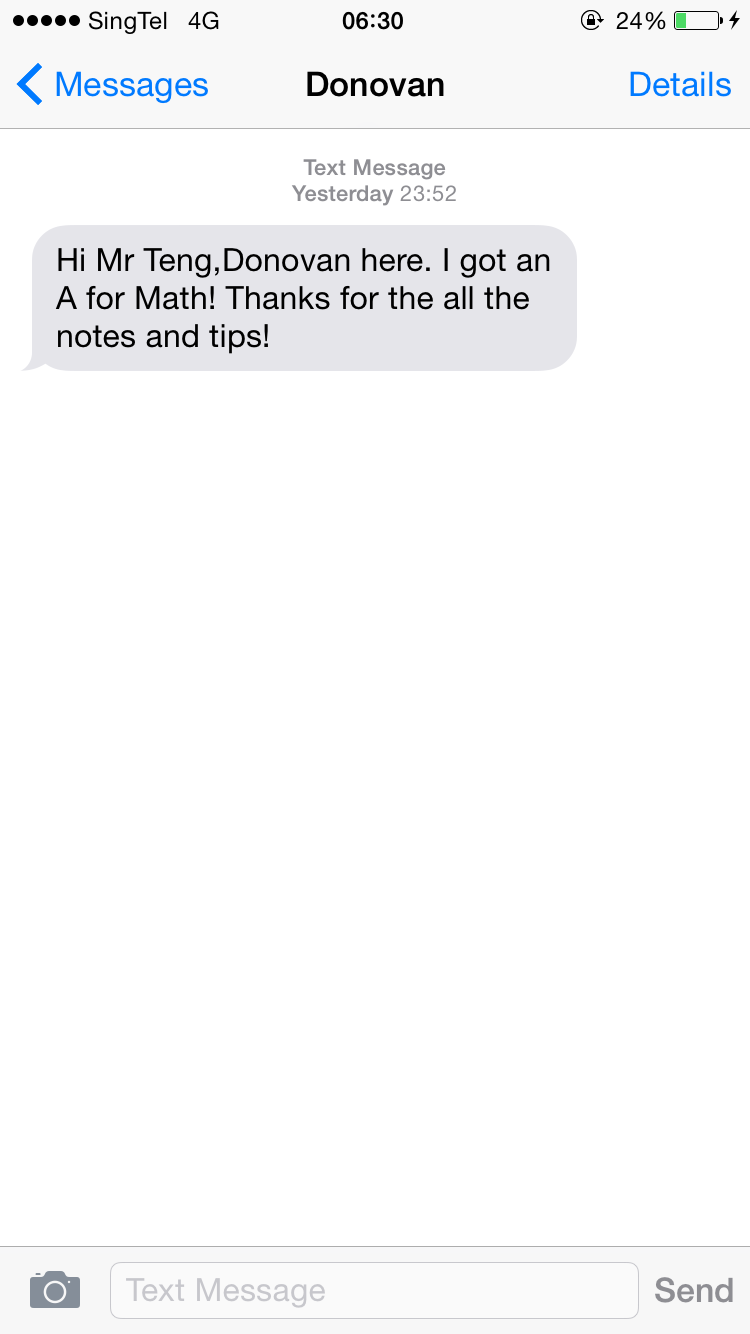 SingTel 4G 06:30 24%
Messages Donovan Details
Text Message
Yesterday 23:52
Hi Mr Teng,Donovan here. I got an
A for Math! Thanks for the all the
notes and tips!
Text Message Send